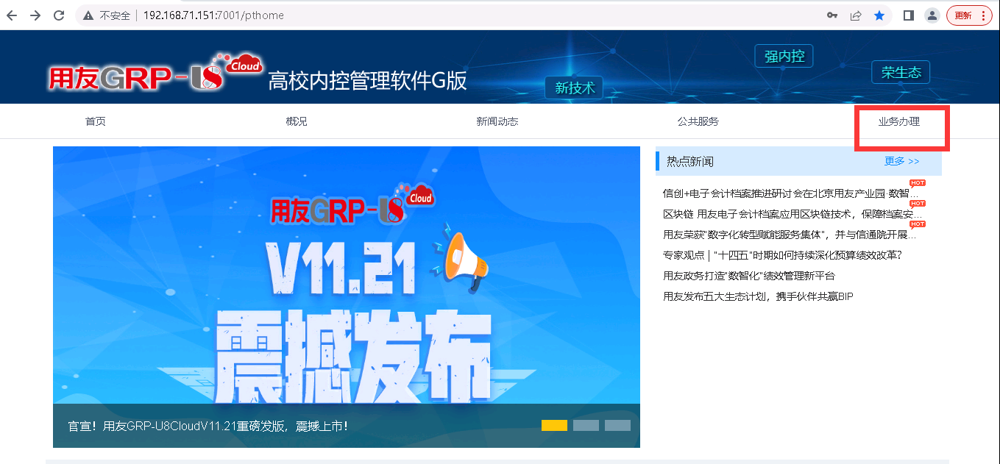 不安全 192.168.71.151:7001/pthome 更新
用友GRP-U8 Cloud 高校内控管理软件G版
新技术
强内控
荣生态
首页 概况 新闻动态 公共服务 业务办理
用友GRP-U8 Cloud
V11.21
震撼发布
官宣！用友GRP-U8CloudV11.21重磅发版，震撼上市！
热点新闻 更多 >>
HOT
信创+电子会计档案推进研讨会在北京用友产业园·数智...
HOT
区块链 用友电子会计档案应用区块链技术，保障档案安...
HOT
用友荣获"数字化转型赋能服务集体"，并与信通院开展...
专家观点 | "十四五"时期如何持续深化预算绩效改革?
用友政务打造"数智化"绩效管理新平台
用友发布五大生态计划，携手伙伴共赢BIP